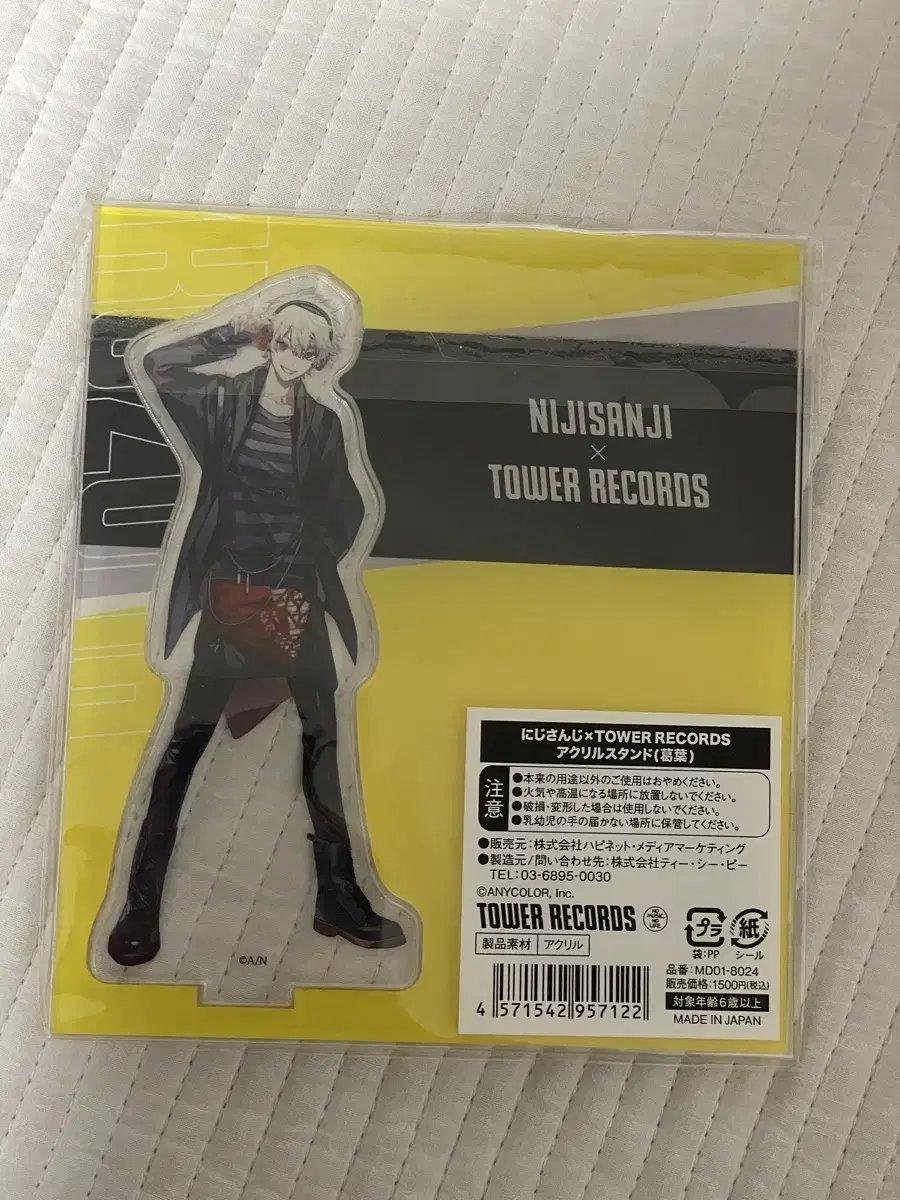 NIJISANJI
×
TOWER RECORDS
にじさんじ×TOWER RECORDS
アクリルスタンド(葛葉)
注意
●本来の用途以外のご使用はおやめください。
●火気や高温になる場所に放置しないでください。
●破損・変形した場合は使用しないでください。
●乳幼児の手の届かない場所に保管してください。
●販売元:株式会社ハピネット・メディアマーケティング
●製造元/問い合わせ先:株式会社ティー・シー・ピー
TEL:03-6895-0030
©ANYCOLOR, Inc.
TOWER RECORDS
NO MUSIC, NO LIFE
プラ
袋:PP
紙
シール
製品素材 アクリル
品番:MD01-8024
販売価格:1500円(税込)
対象年齢6歳以上
MADE IN JAPAN
4 571542 957122
©A/N